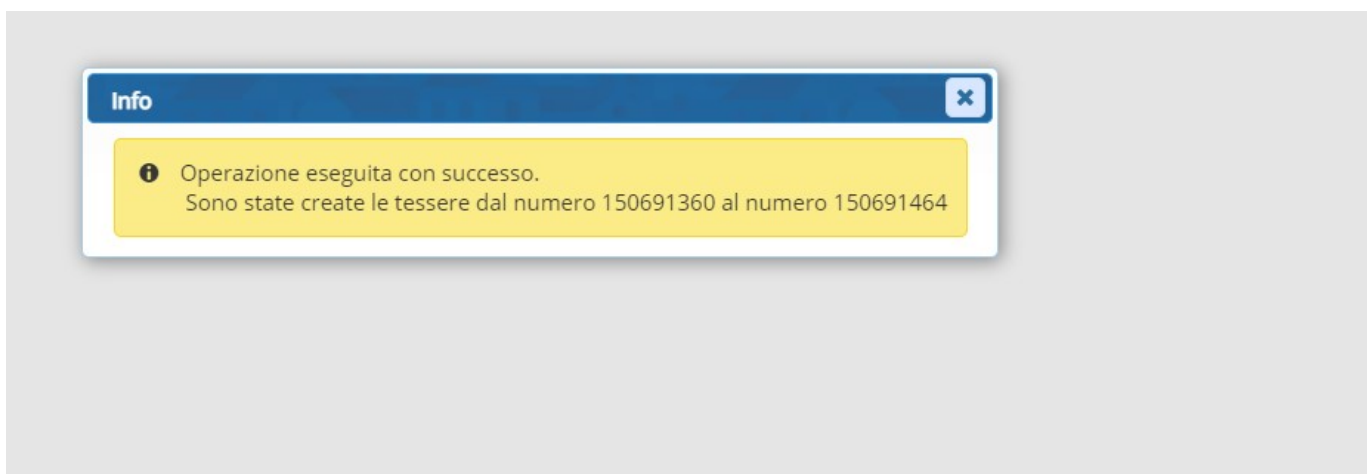 Info
Operazione eseguita con successo.
Sono state create le tessere dal numero 150691360 al numero 150691464